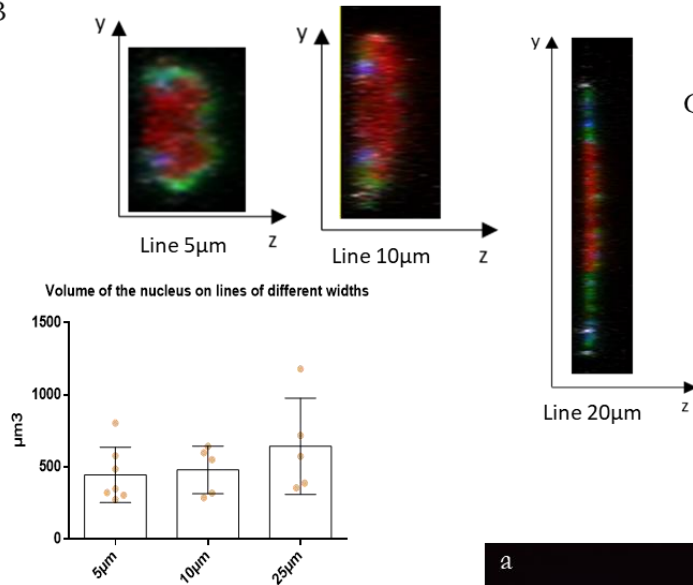 B
y
y
y
C
Line 5μm
z
Line 10μm
z
Line 20μm
z
Volume of the nucleus on lines of different widths
μm3
1500
1000
500
0
5μm
10μm
25μm
a